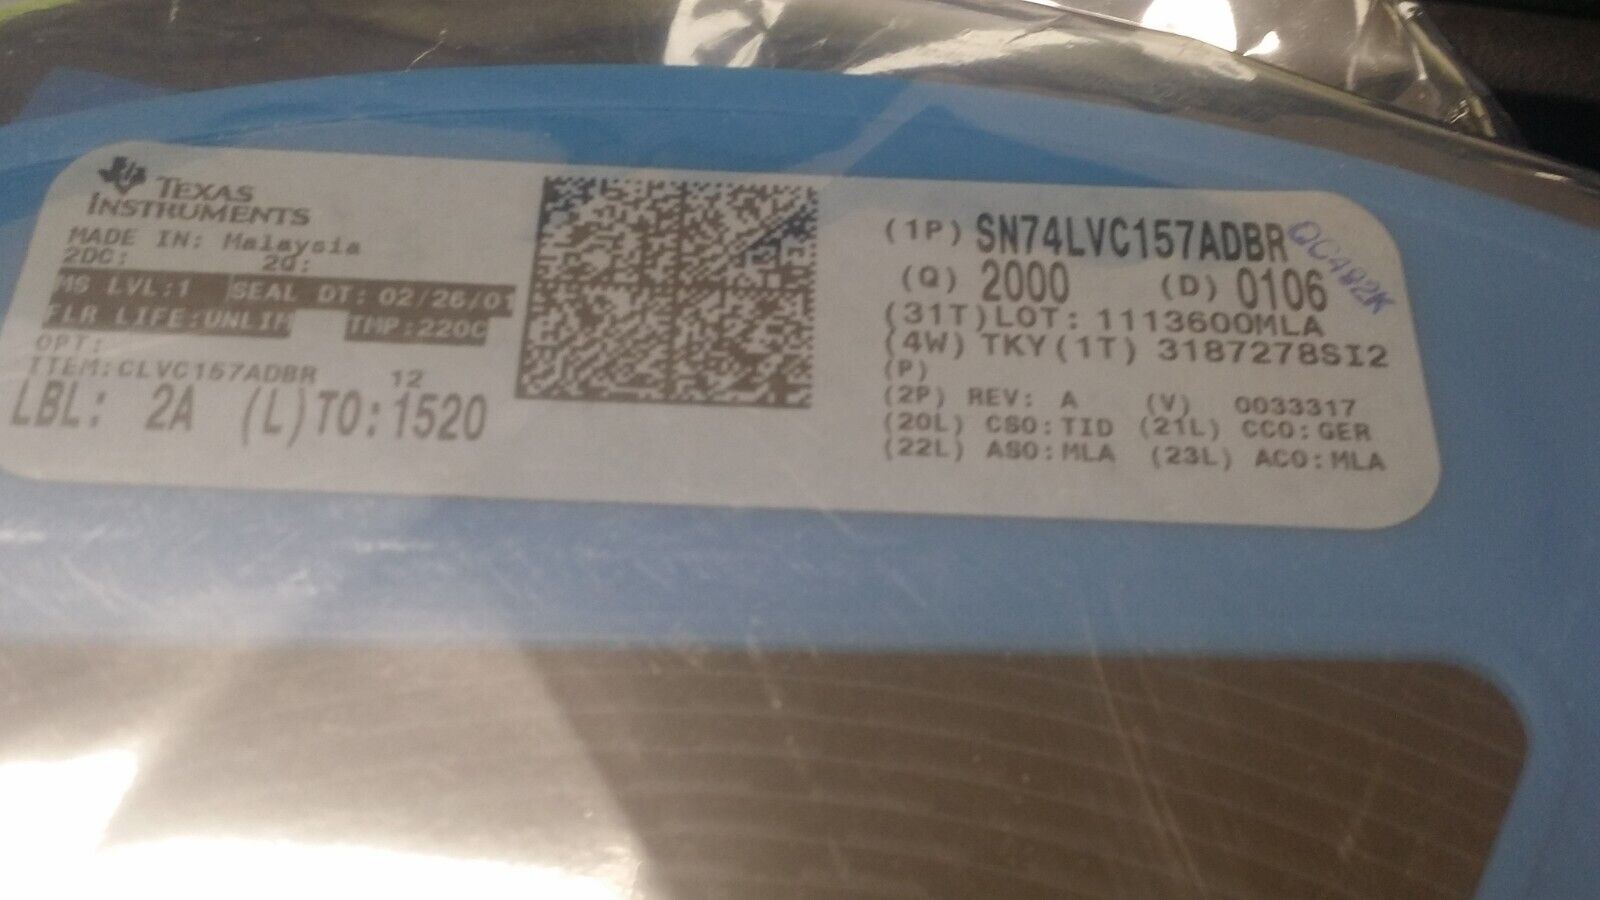 TEXAS
INSTRUMENTS
MADE IN: Malaysia
2DC: 2Q:
MS LVL:1 SEAL DT: 02/26/01
FLR LIFE:UNLIM TMP:220C
OPT:
ITEM:CLVC157ADBR 12
LBL: 2A (L)TO:1520
(1P) SN74LVC157ADBR
(Q) 2000 (D) 0106
(31T)LOT: 1113600MLA
(4W) TKY(1T) 3187278SI2
(P)
(2P) REV: A (V) 0033317
(20L) CSO:TID (21L) CCO:GER
(22L) ASO:MLA (23L) ACO:MLA